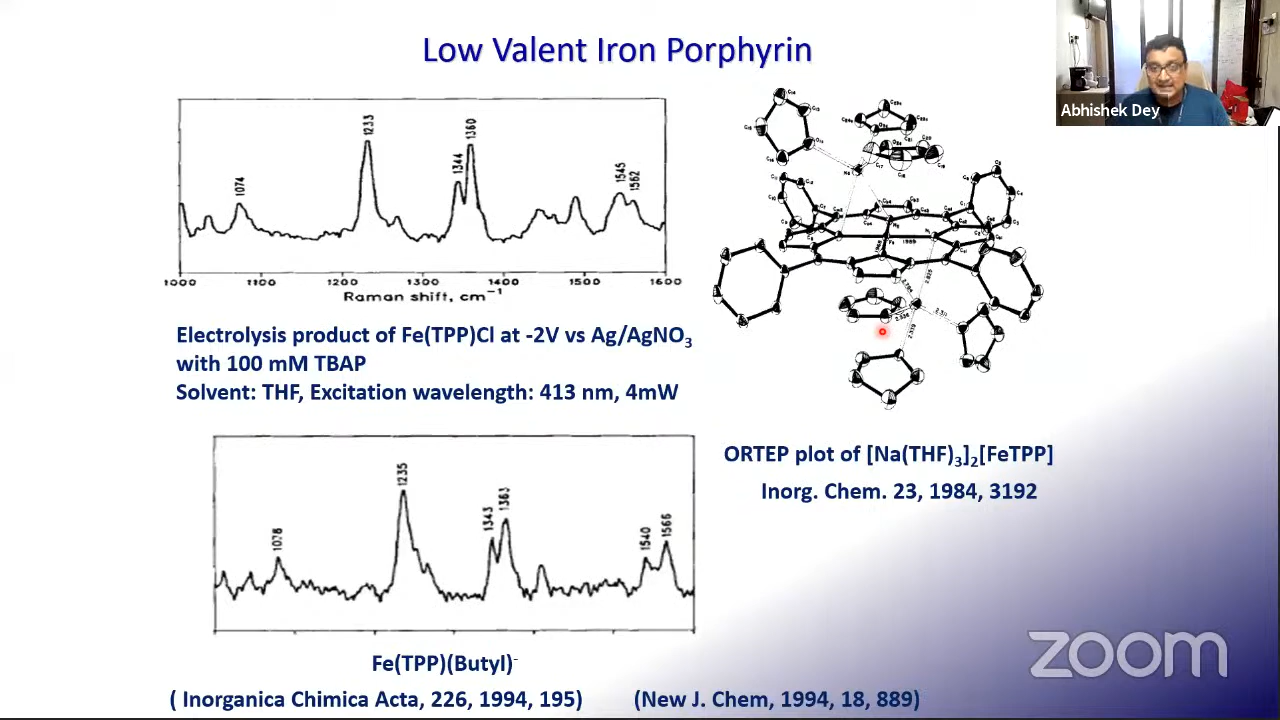 Low Valent Iron Porphyrin
Abhishek Dey
1074
1233
1344
1360
1545
1562
1000 1100 1200 1300 1400 1500 1600
Raman shift, cm⁻¹
Electrolysis product of Fe(TPP)Cl at -2V vs Ag/AgNO₃
with 100 mM TBAP
Solvent: THF, Excitation wavelength: 413 nm, 4mW
1078
1235
1343
1363
1540
1566
Fe(TPP)(Butyl)⁻
( Inorganica Chimica Acta, 226, 1994, 195)
(New J. Chem, 1994, 18, 889)
ORTEP plot of [Na(THF)₃]₂[FeTPP]
Inorg. Chem. 23, 1984, 3192
zoom